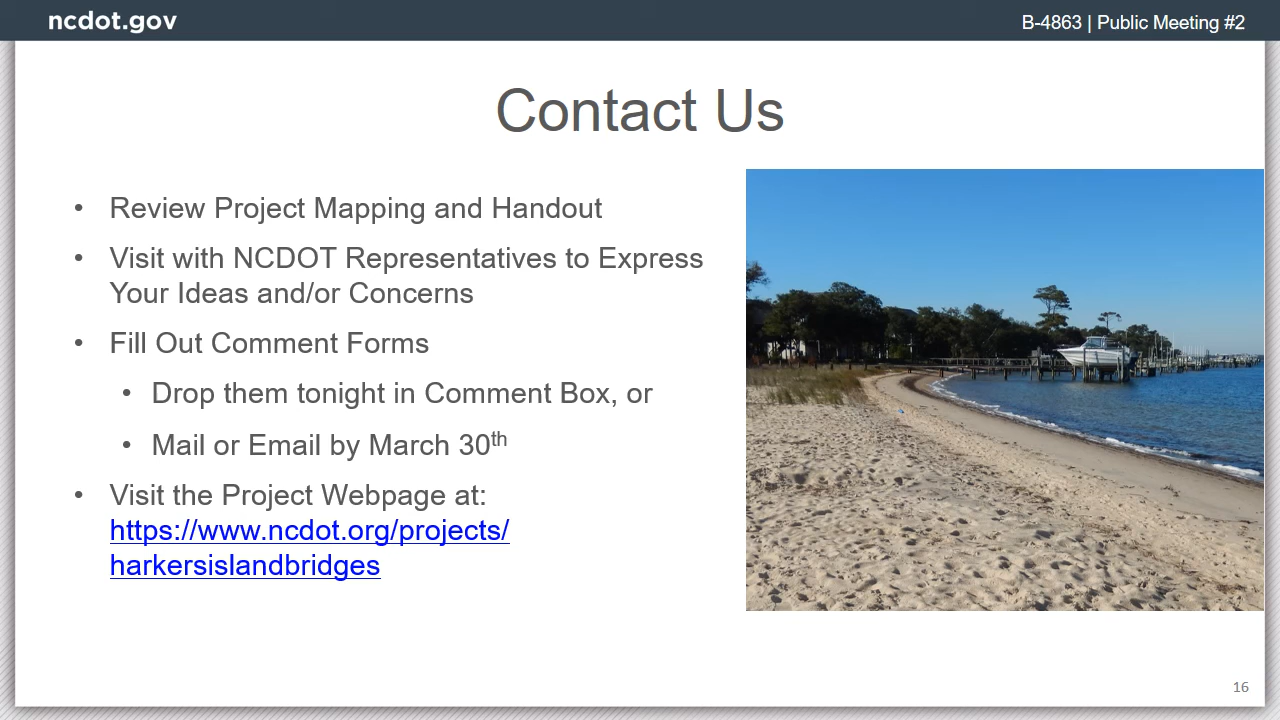 ncdot.gov
B-4863 | Public Meeting #2
Contact Us
• Review Project Mapping and Handout
• Visit with NCDOT Representatives to Express
Your Ideas and/or Concerns
• Fill Out Comment Forms
• Drop them tonight in Comment Box, or
• Mail or Email by March 30th
• Visit the Project Webpage at:
https://www.ncdot.org/projects/
harkersislandbridges
16